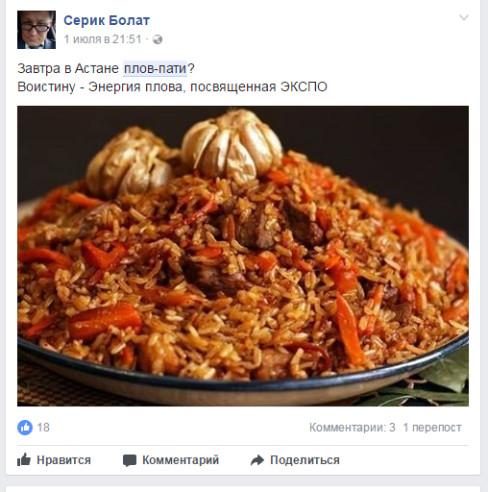 Серик Болат
1 июля в 21:51 ·
Завтра в Астане плов-пати?
Воистину - Энергия плова, посвященная ЭКСПО
18
Комментарии: 3 1 перепост
Нравится Комментарий Поделиться